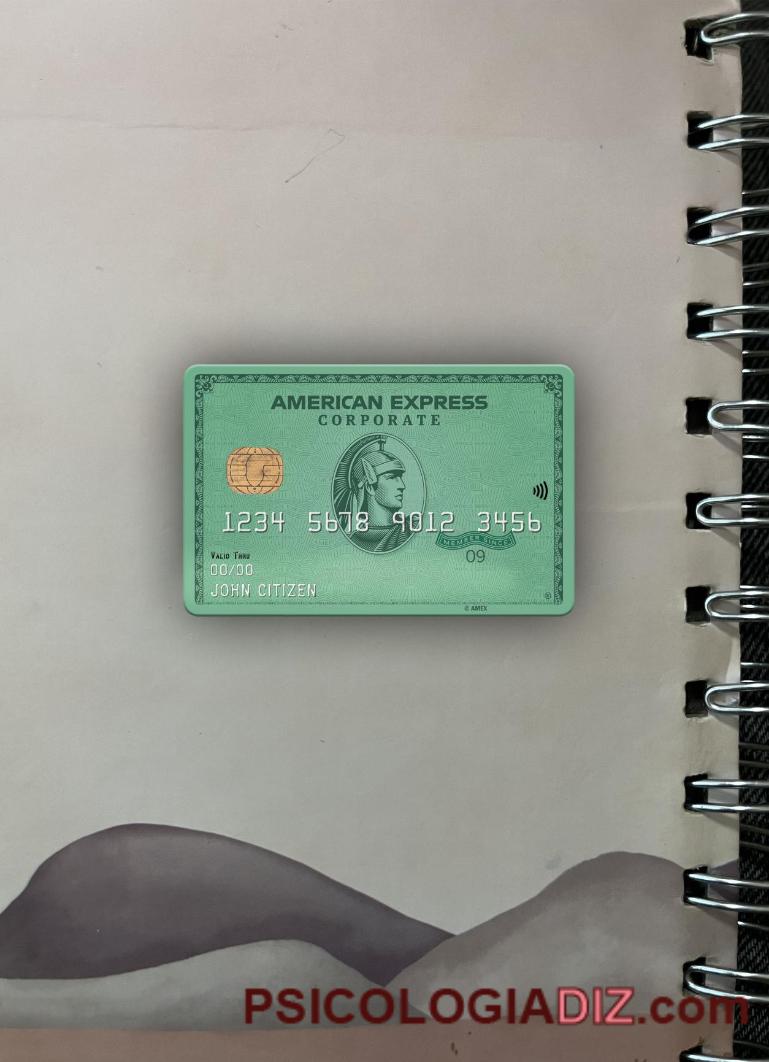 AMERICAN EXPRESS
CORPORATE
1234 5678 9012 3456
MEMBER SINCE
VALID THRU
09
00/00
JOHN CITIZEN
® AMEX
PSICOLOGIADIZ.com